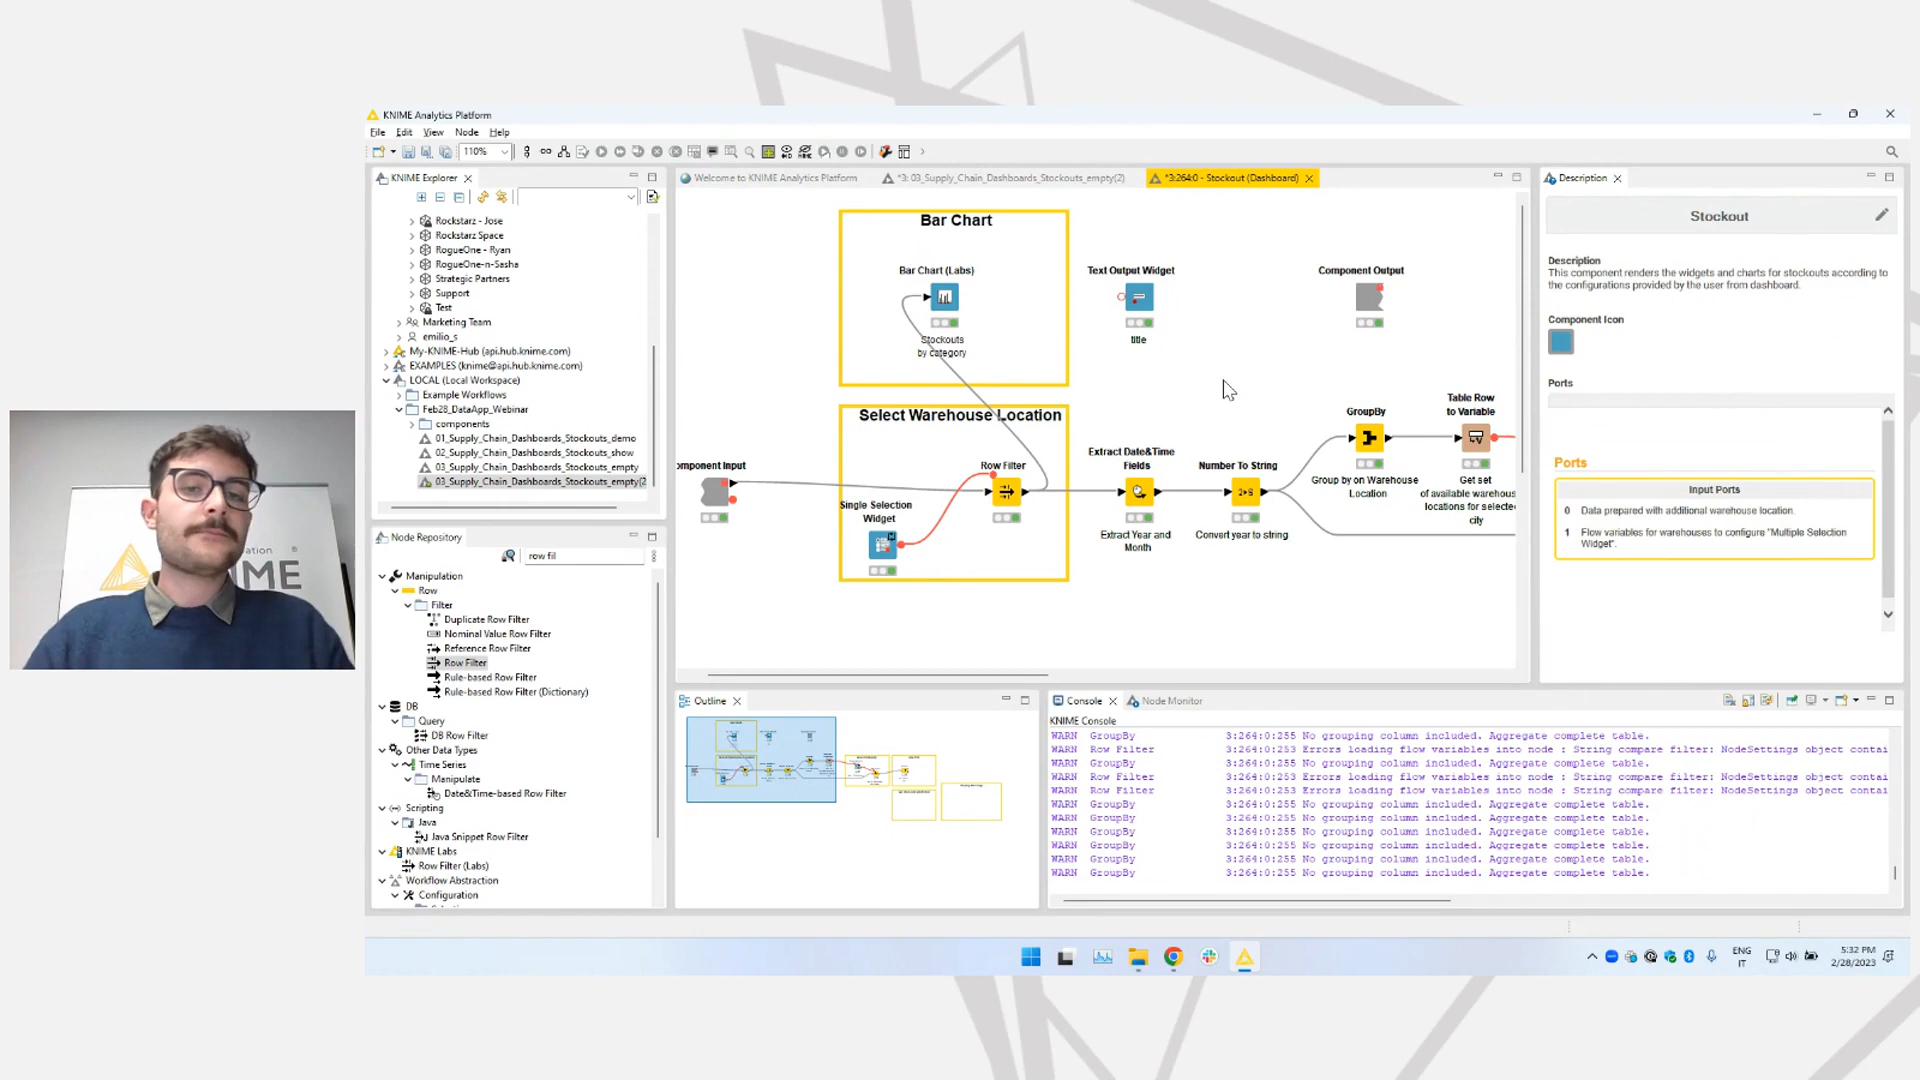 KNIME Analytics Platform
File Edit View Node Help
110%
KNIME Explorer
Rockstarz - Jose
Rockstarz Space
RogueOne - Ryan
RogueOne-n-Sasha
Strategic Partners
Support
Test
Marketing Team
emilio_s
My-KNIME-Hub (api.hub.knime.com)
EXAMPLES (knime@api.hub.knime.com)
LOCAL (Local Workspace)
Example Workflows
Feb28_DataApp_Webinar
components
01_Supply_Chain_Dashboards_Stockouts_demo
02_Supply_Chain_Dashboards_Stockouts_show
03_Supply_Chain_Dashboards_Stockouts_empty
03_Supply_Chain_Dashboards_Stockouts_empty(2
Node Repository
row fil
Manipulation
Row
Filter
Duplicate Row Filter
Nominal Value Row Filter
Reference Row Filter
Row Filter
Rule-based Row Filter
Rule-based Row Filter (Dictionary)
DB
Query
DB Row Filter
Other Data Types
Time Series
Manipulate
Date&Time-based Row Filter
Scripting
Java
Java Snippet Row Filter
KNIME Labs
Row Filter (Labs)
Workflow Abstraction
Configuration
Welcome to KNIME Analytics Platform
*3: 03_Supply_Chain_Dashboards_Stockouts_empty(2)
*3:264:0 - Stockout (Dashboard)
Bar Chart
Bar Chart (Labs)
Stockouts
by category
Text Output Widget
title
Component Output
Select Warehouse Location
omponent Input
Single Selection
Widget
Row Filter
Extract Date&Time
Fields
Extract Year and
Month
Number To String
Convert year to string
GroupBy
Group by on Warehouse
Location
Table Row
to Variable
Get set
of available warehous
locations for selected
city
Outline
Console
Node Monitor
KNIME Console
WARN GroupBy 3:264:0:255 No grouping column included. Aggregate complete table.
WARN Row Filter 3:264:0:253 Errors loading flow variables into node : String compare filter: NodeSettings object contai
WARN GroupBy 3:264:0:255 No grouping column included. Aggregate complete table.
WARN Row Filter 3:264:0:253 Errors loading flow variables into node : String compare filter: NodeSettings object contai
WARN Row Filter 3:264:0:253 Errors loading flow variables into node : String compare filter: NodeSettings object contai
WARN GroupBy 3:264:0:255 No grouping column included. Aggregate complete table.
WARN GroupBy 3:264:0:255 No grouping column included. Aggregate complete table.
WARN GroupBy 3:264:0:255 No grouping column included. Aggregate complete table.
WARN GroupBy 3:264:0:255 No grouping column included. Aggregate complete table.
WARN GroupBy 3:264:0:255 No grouping column included. Aggregate complete table.
WARN GroupBy 3:264:0:255 No grouping column included. Aggregate complete table.
Description
Stockout
Description
This component renders the widgets and charts for stockouts according to
the configurations provided by the user from dashboard.
Component Icon
Ports
Ports
Input Ports
0 Data prepared with additional warehouse location.
1 Flow variables for warehouses to configure "Multiple Selection
Widget".
ENG
IT
5:32 PM
2/28/2023